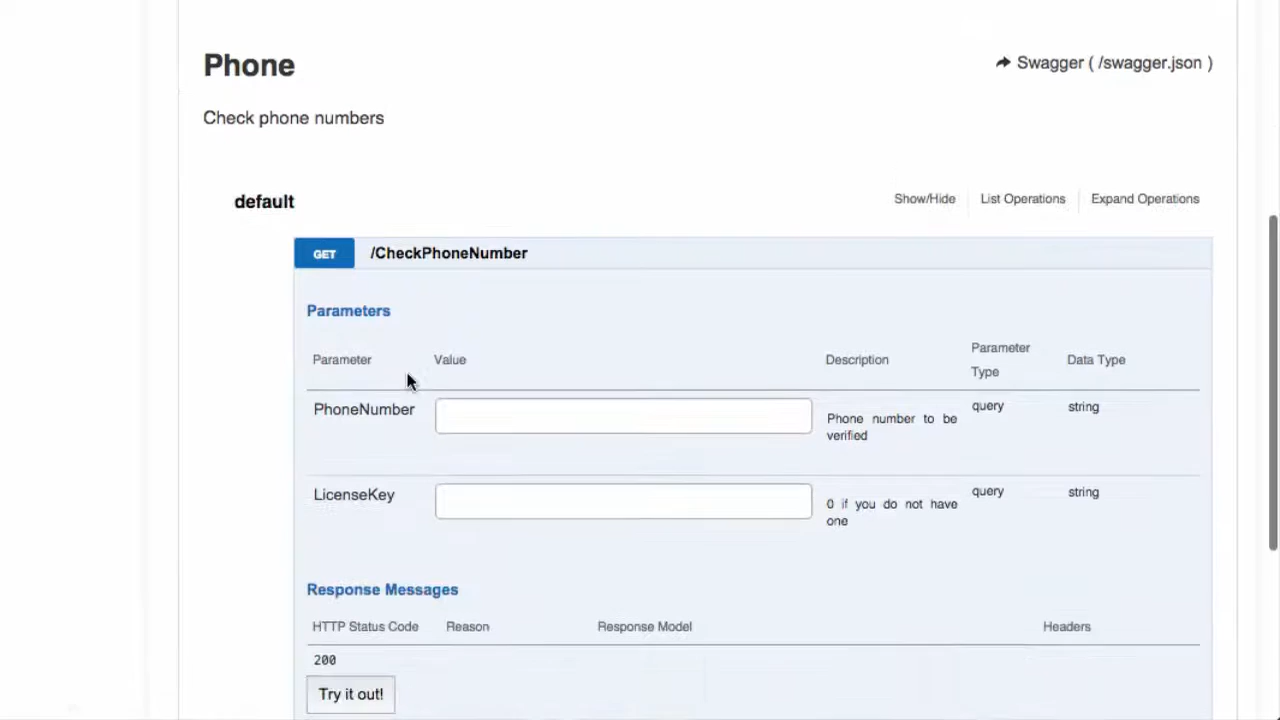 Phone
Swagger ( /swagger.json )
Check phone numbers
default
Show/Hide
List Operations
Expand Operations
GET
/CheckPhoneNumber
Parameters
Parameter
Value
Description
Parameter
Type
Data Type
PhoneNumber
Phone number to be
verified
query
string
LicenseKey
0 if you do not have
one
query
string
Response Messages
HTTP Status Code
Reason
Response Model
Headers
200
Try it out!